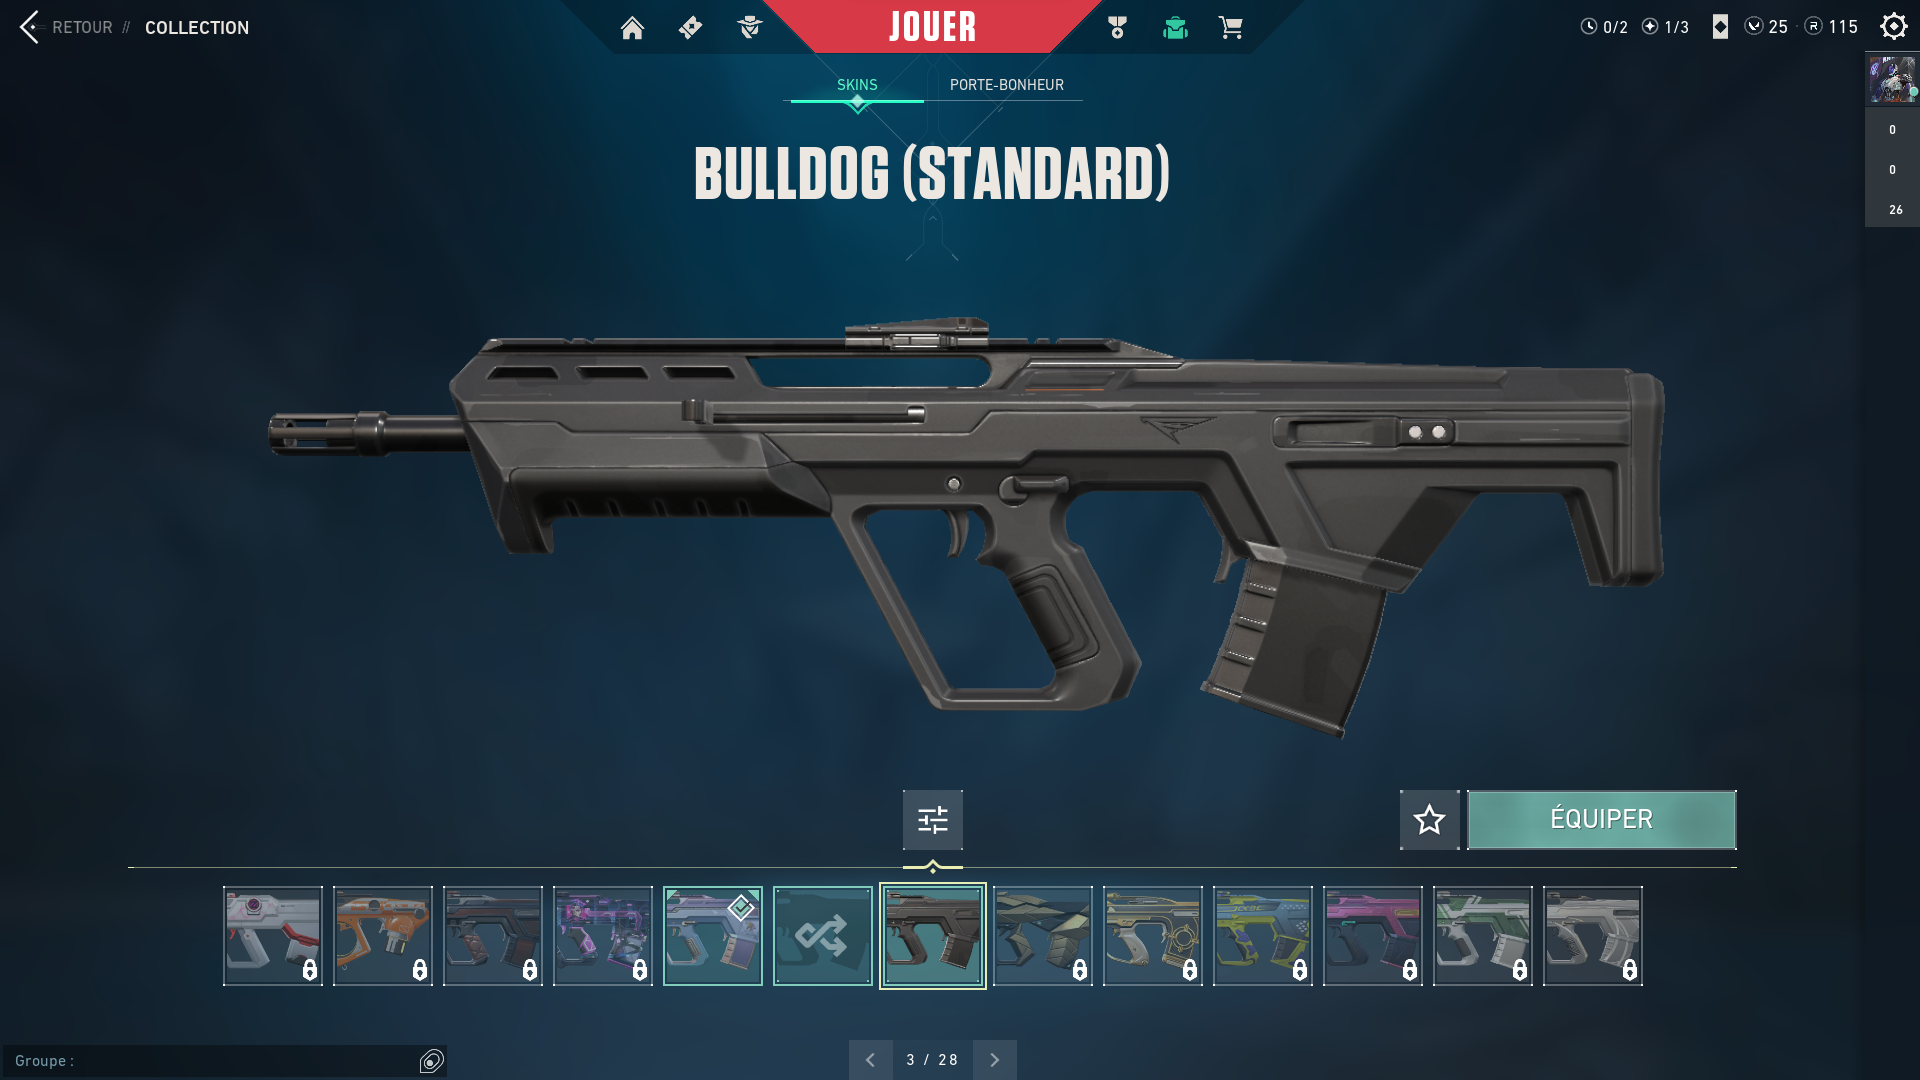 RETOUR // COLLECTION
JOUER
0/2 1/3 25 · R 115
SKINS
PORTE-BONHEUR
BULLDOG (STANDARD)
0
0
26
ÉQUIPER
Groupe :
3 / 28